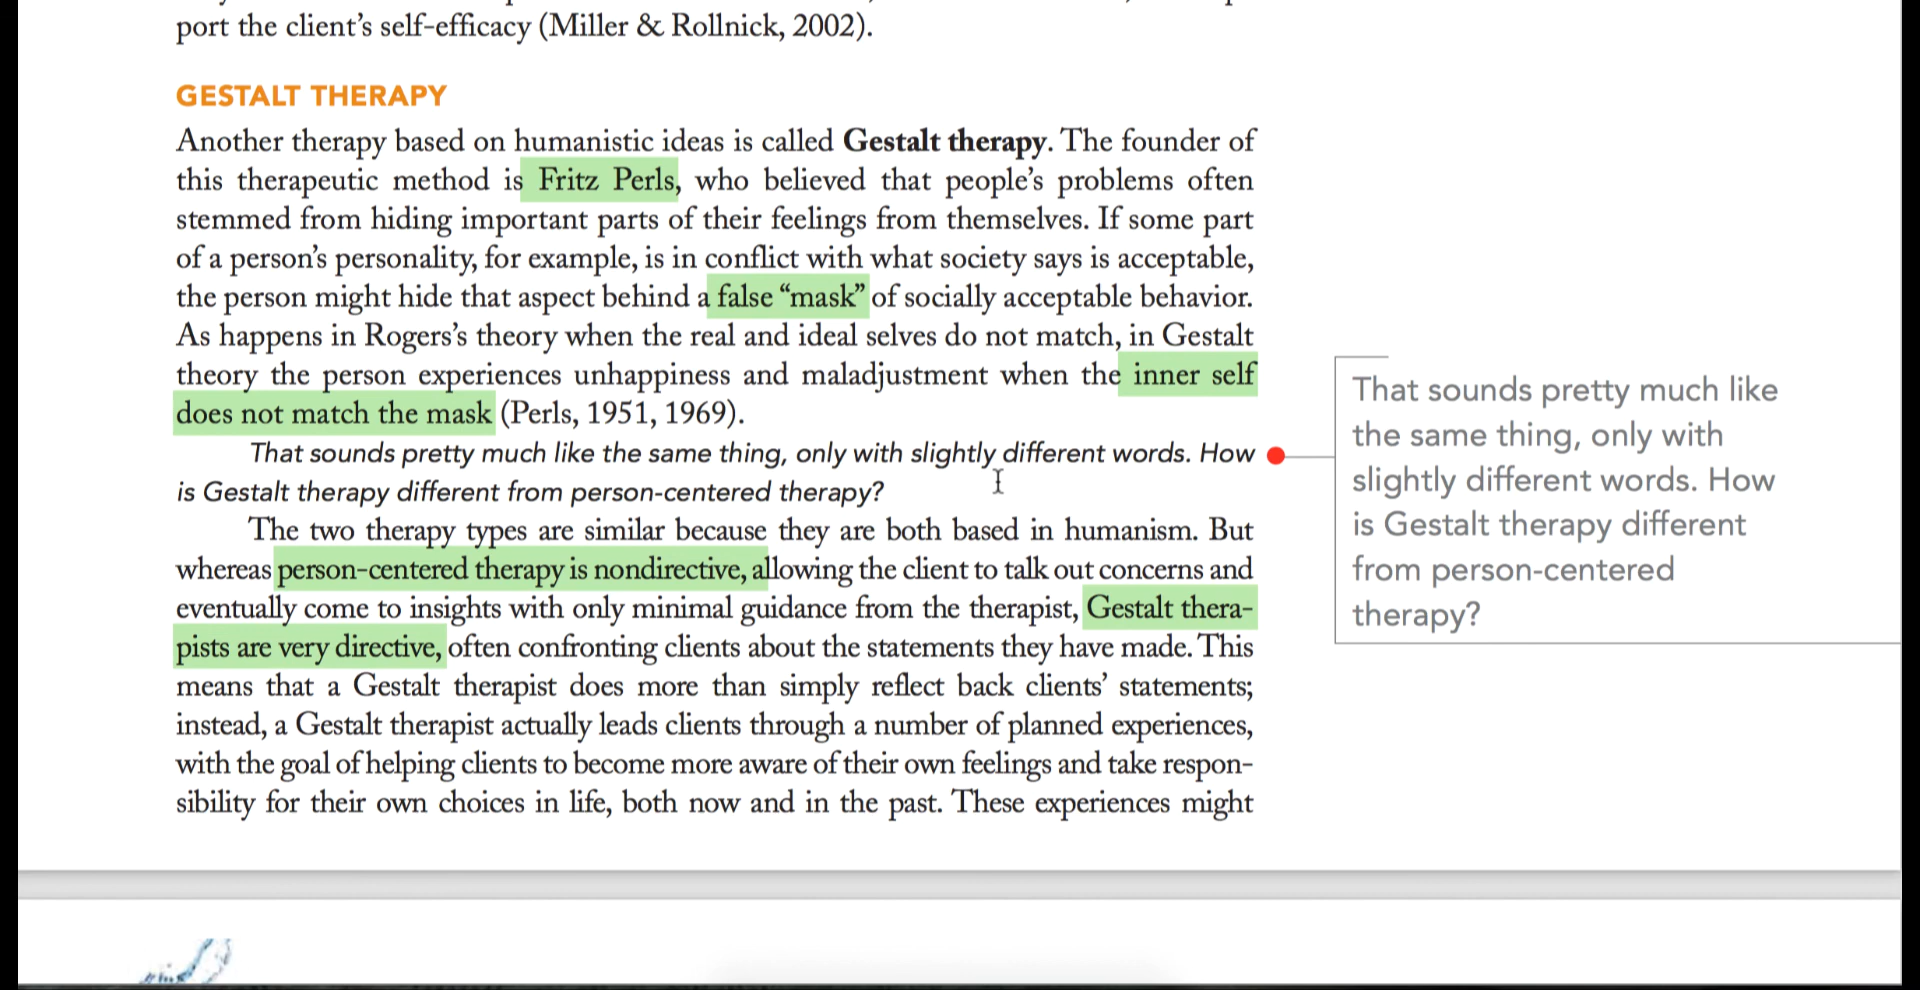 port the client’s self-efficacy (Miller & Rollnick, 2002).
GESTALT THERAPY
Another therapy based on humanistic ideas is called Gestalt therapy. The founder of
this therapeutic method is Fritz Perls, who believed that people’s problems often
stemmed from hiding important parts of their feelings from themselves. If some part
of a person’s personality, for example, is in conflict with what society says is acceptable,
the person might hide that aspect behind a false “mask” of socially acceptable behavior.
As happens in Rogers’s theory when the real and ideal selves do not match, in Gestalt
theory the person experiences unhappiness and maladjustment when the inner self
does not match the mask (Perls, 1951, 1969).
That sounds pretty much like the same thing, only with slightly different words. How
is Gestalt therapy different from person-centered therapy?
The two therapy types are similar because they are both based in humanism. But
whereas person-centered therapy is nondirective, allowing the client to talk out concerns and
eventually come to insights with only minimal guidance from the therapist, Gestalt thera-
pists are very directive, often confronting clients about the statements they have made. This
means that a Gestalt therapist does more than simply reflect back clients’ statements;
instead, a Gestalt therapist actually leads clients through a number of planned experiences,
with the goal of helping clients to become more aware of their own feelings and take respon-
sibility for their own choices in life, both now and in the past. These experiences might
That sounds pretty much like
the same thing, only with
slightly different words. How
is Gestalt therapy different
from person-centered
therapy?